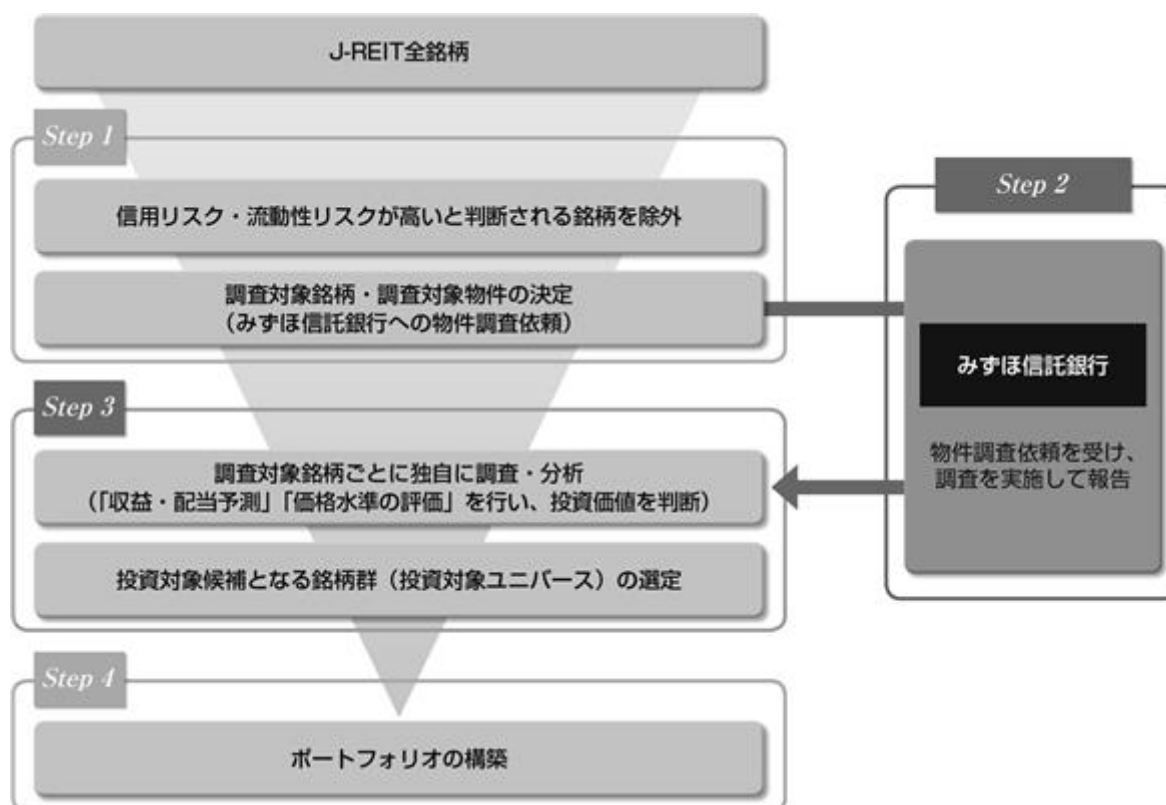 J-REIT全銘柄
Step 1
信用リスク・流動性リスクが高いと判断される銘柄を除外
調査対象銘柄・調査対象物件の決定
（みずほ信託銀行への物件調査依頼）
Step 2
みずほ信託銀行
物件調査依頼を受け、
調査を実施して報告
Step 3
調査対象銘柄ごとに独自に調査・分析
（「収益・配当予測」「価格水準の評価」を行い、投資価値を判断）
投資対象候補となる銘柄群（投資対象ユニバース）の選定
Step 4
ポートフォリオの構築